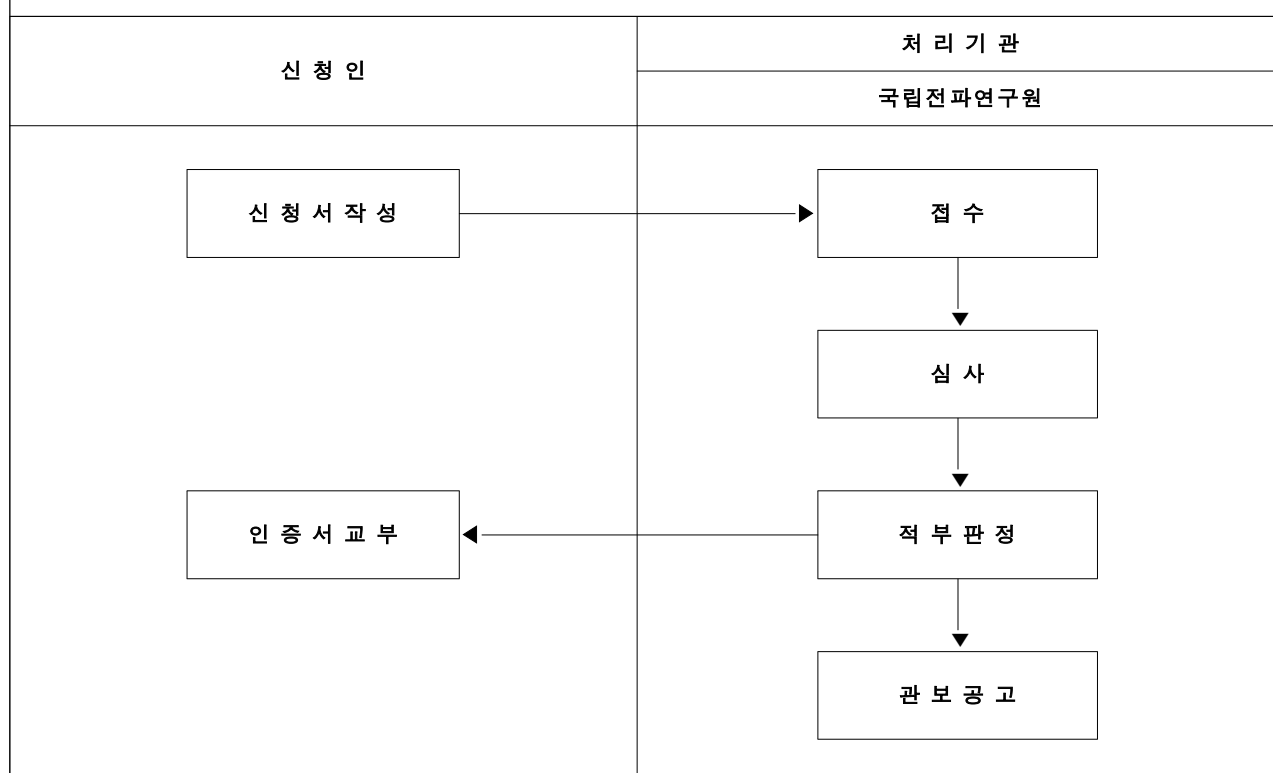 신 청 인
처 리 기 관
국립전파연구원
신 청 서 작 성
접 수
심 사
인 증 서 교 부
적 부 판 정
관 보 공 고